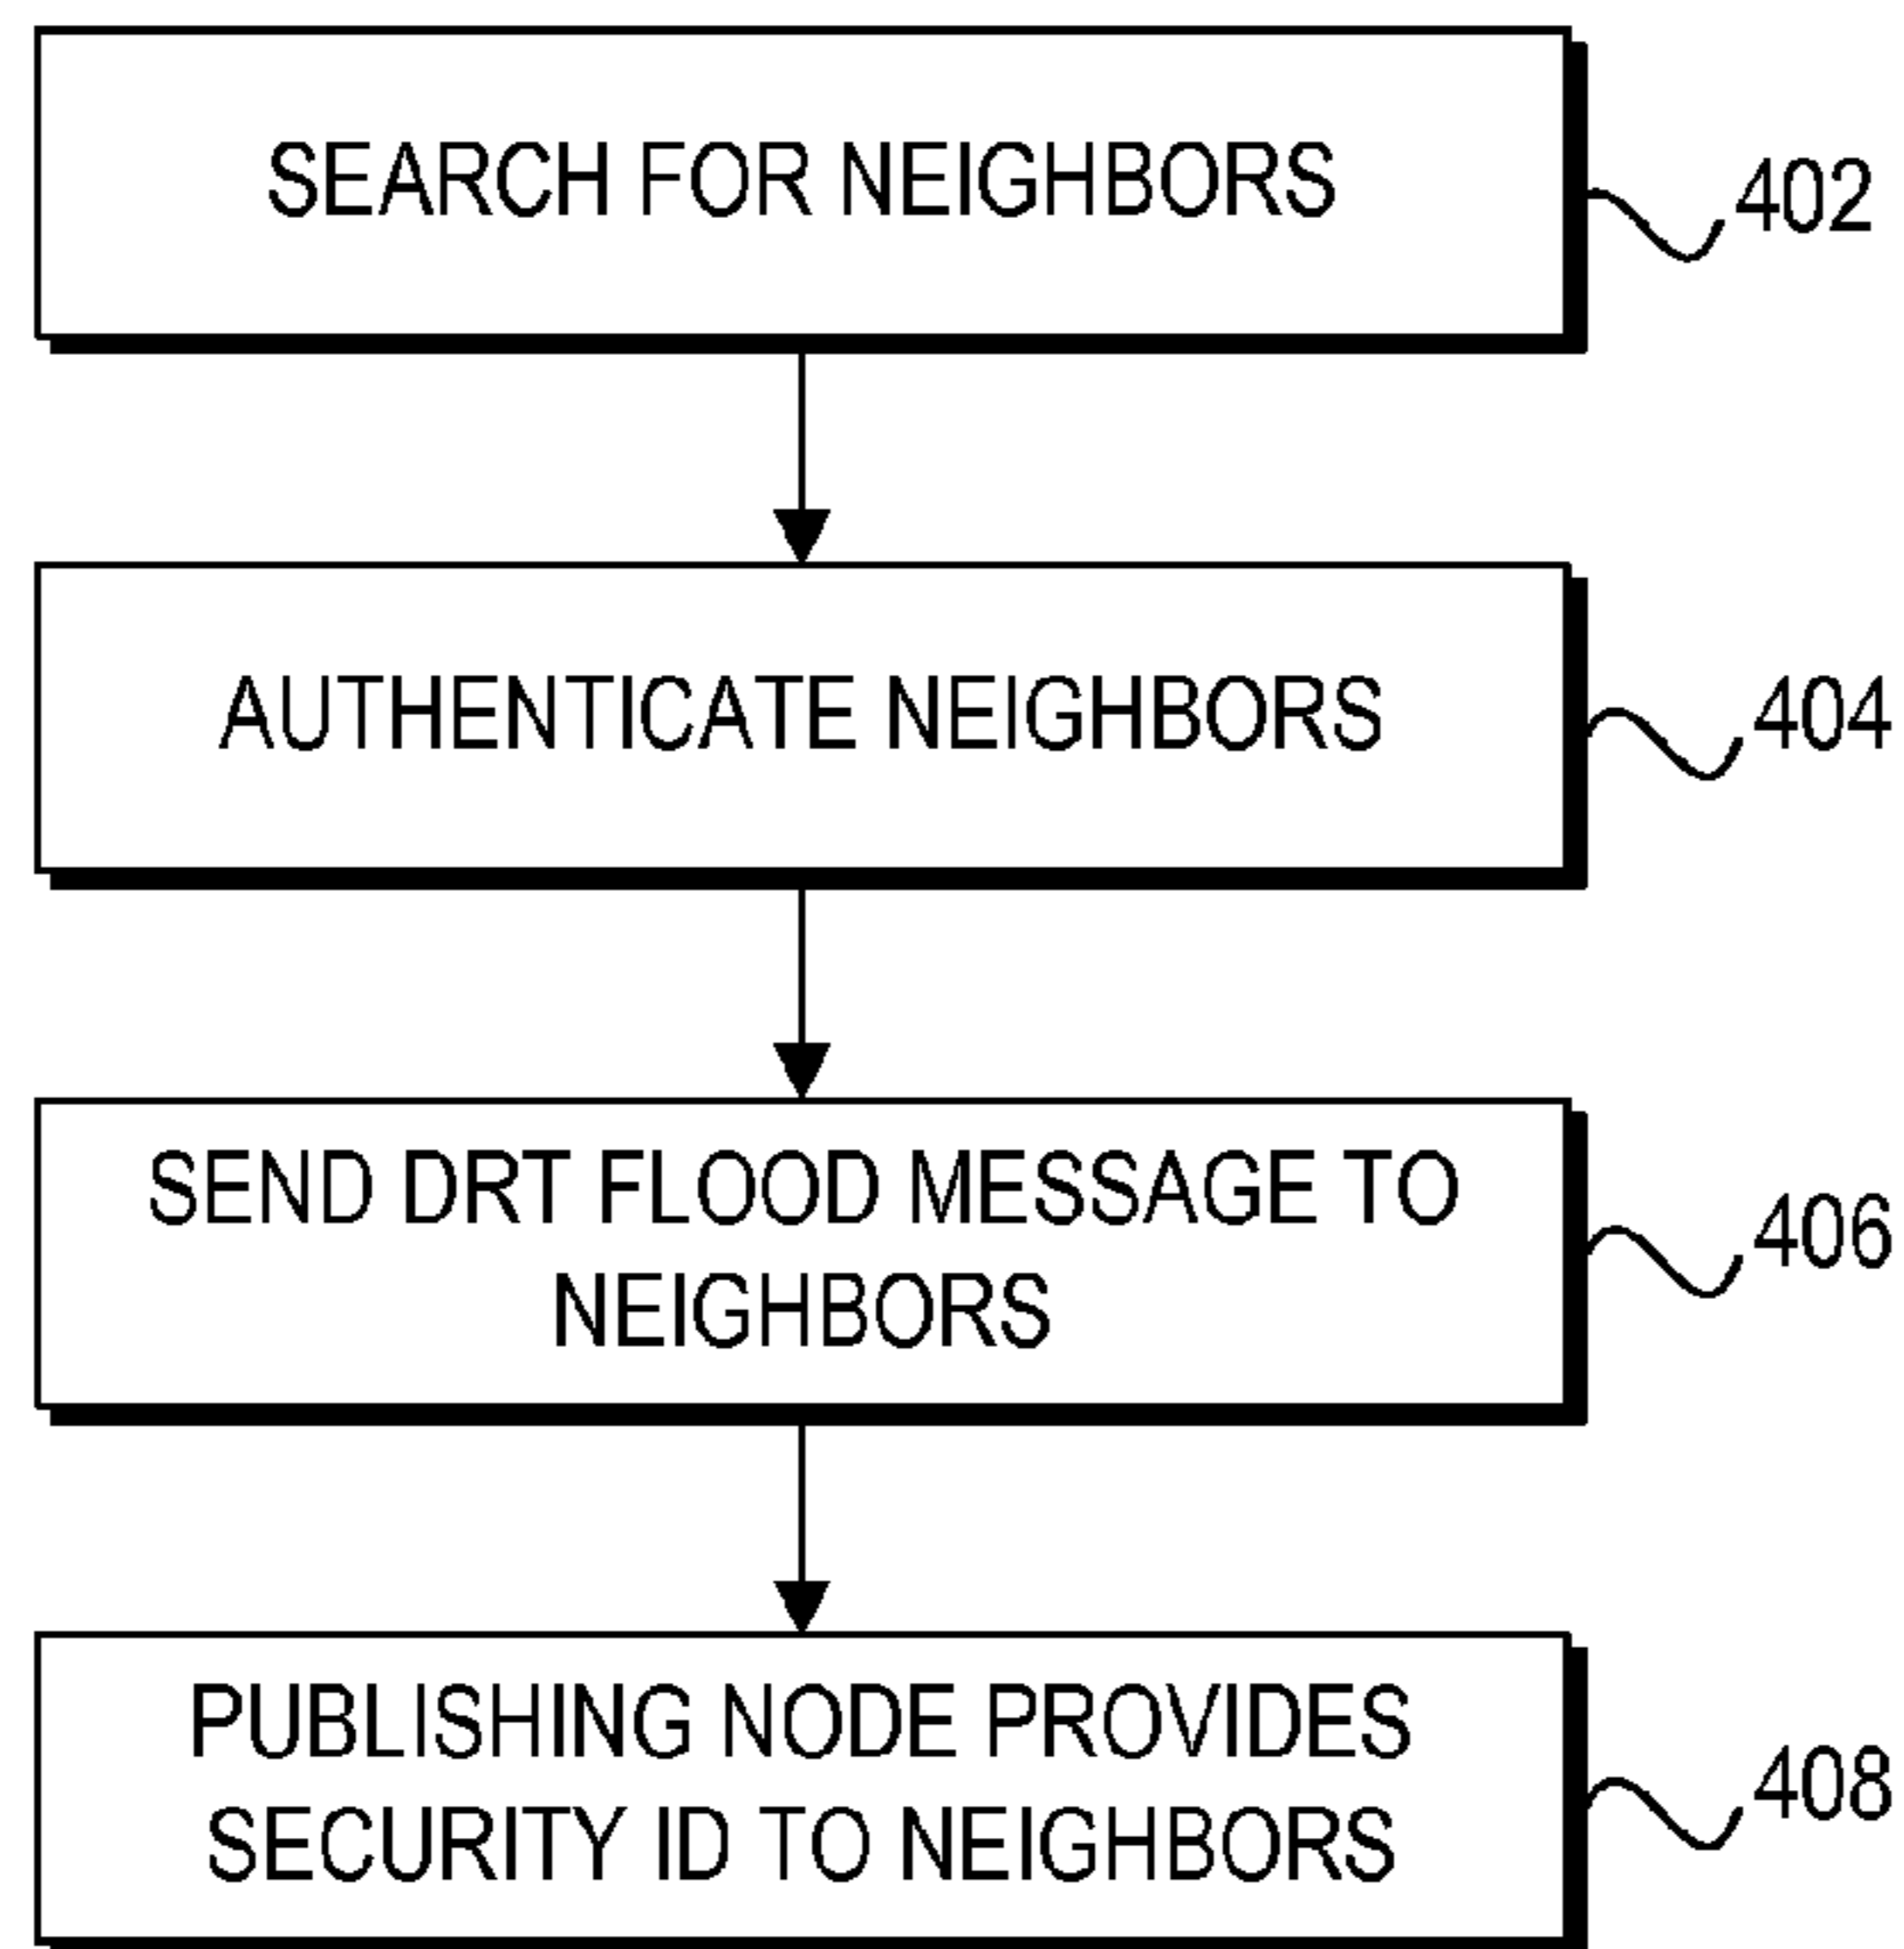 SEARCH FOR NEIGHBORS
402
AUTHENTICATE NEIGHBORS
404
SEND DRT FLOOD MESSAGE TO
NEIGHBORS
406
PUBLISHING NODE PROVIDES
SECURITY ID TO NEIGHBORS
408